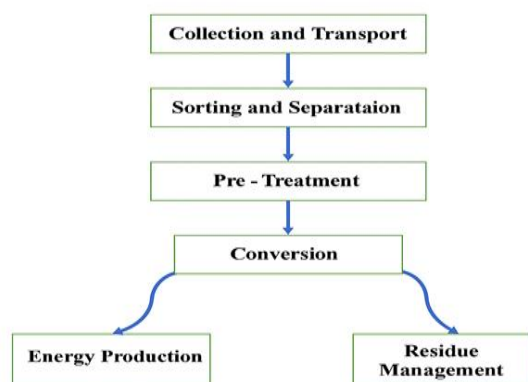 Collection and Transport
Sorting and Separataion
Pre - Treatment
Conversion
Energy Production
Residue
Management